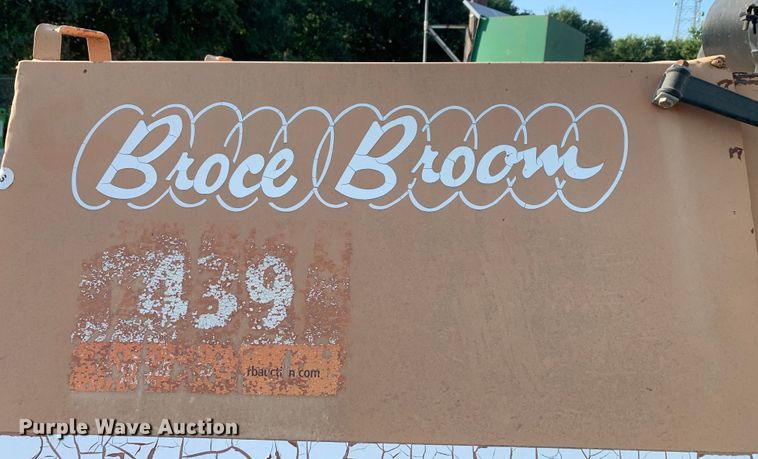 Broce Broom
439
rbauction.com
Purple Wave Auction